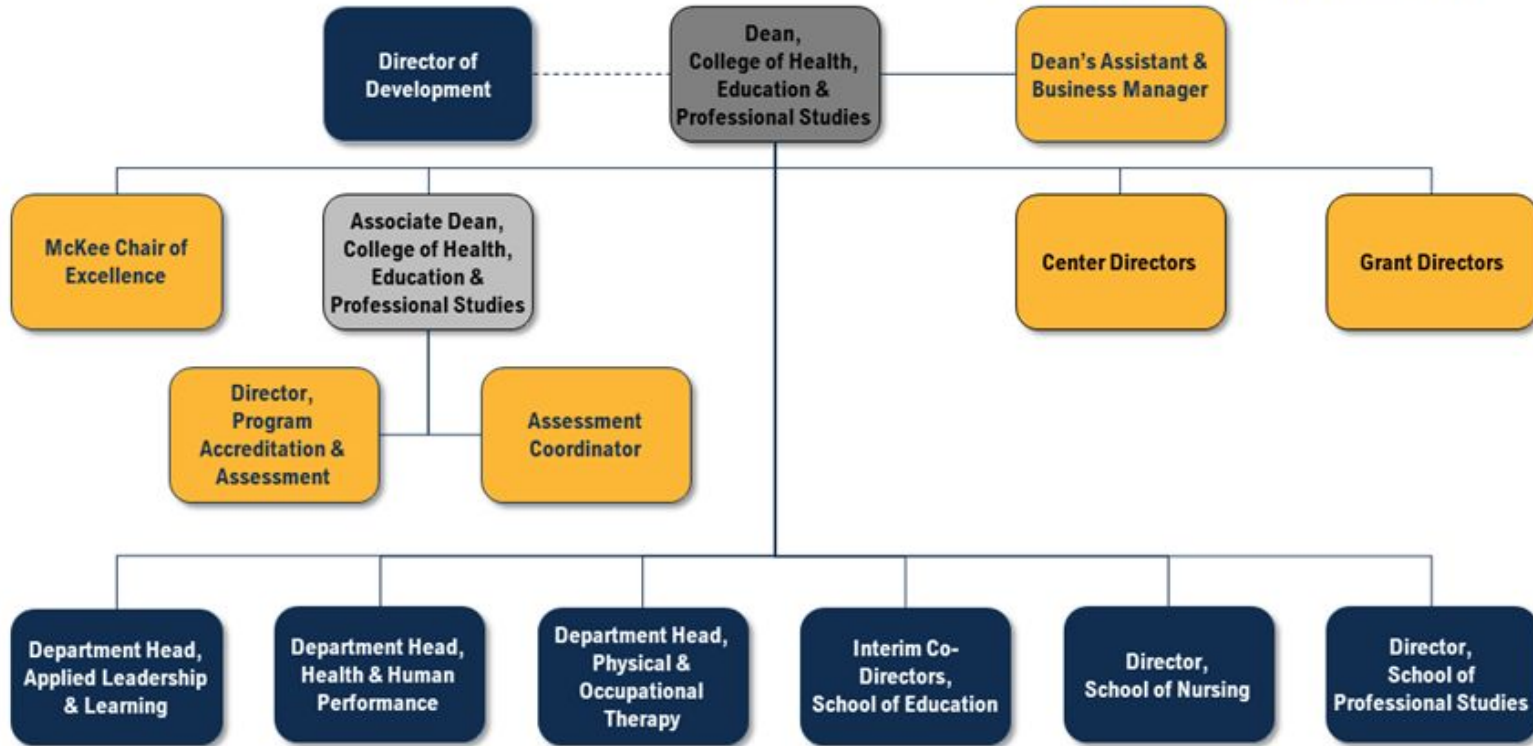 Director of
Development
Dean,
College of Health,
Education &
Professional Studies
Dean's Assistant &
Business Manager
McKee Chair of
Excellence
Associate Dean,
College of Health,
Education &
Professional Studies
Center Directors
Grant Directors
Director,
Program
Accreditation &
Assessment
Assessment
Coordinator
Department Head,
Applied Leadership
& Learning
Department Head,
Health & Human
Performance
Department Head,
Physical &
Occupational
Therapy
Interim Co-
Directors,
School of Education
Director,
School of Nursing
Director,
School of
Professional Studies